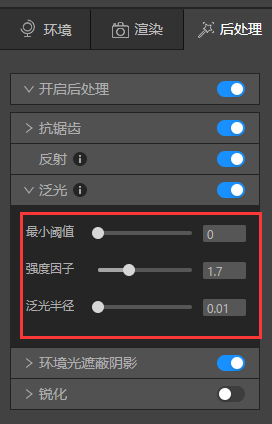 环境 渲染 后处理
开启后处理
抗锯齿
反射
泛光
最小阈值 0
强度因子 1.7
泛光半径 0.01
环境光遮蔽阴影
锐化